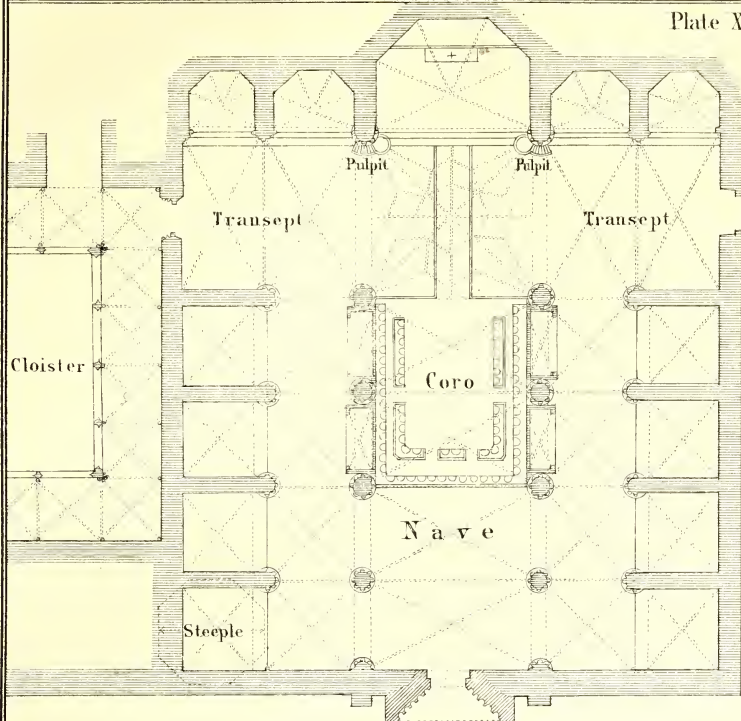 Plate X
Pulpit
Pulpit
Transept
Transept
Cloister
Coro
Nave
Steeple